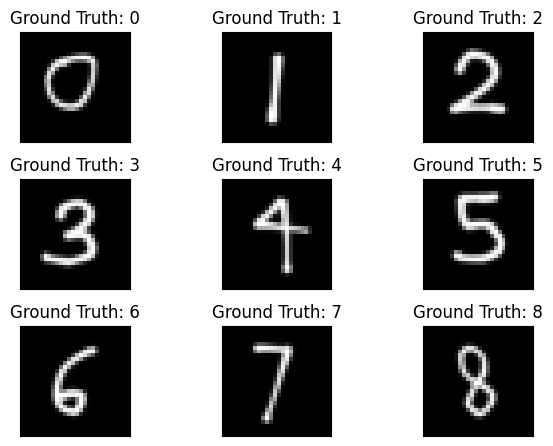 Ground Truth: 0 Ground Truth: 1 Ground Truth: 2
0 1 2
Ground Truth: 3 Ground Truth: 4 Ground Truth: 5
3 4 5
Ground Truth: 6 Ground Truth: 7 Ground Truth: 8
6 7 8